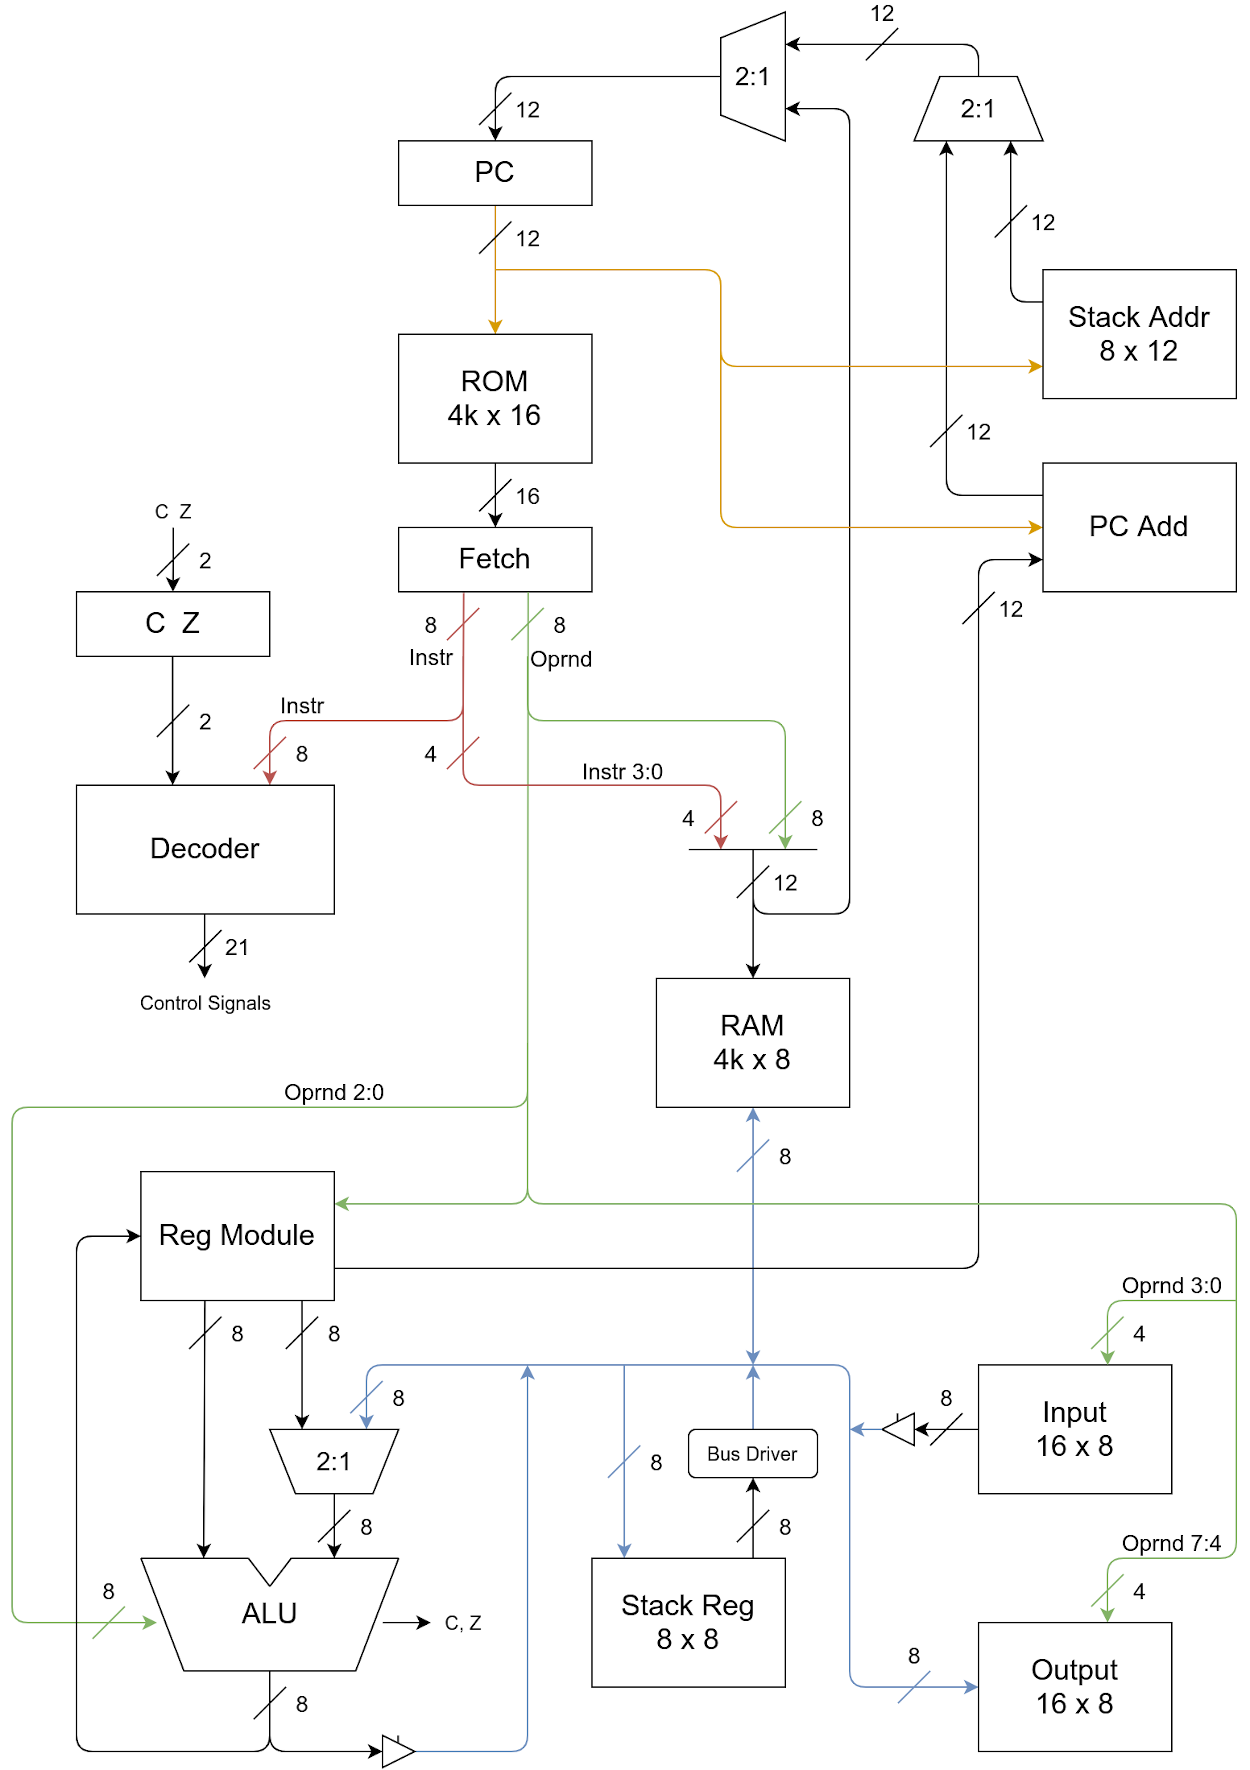 12
2:1
2:1
12
PC
12
12
Stack Addr
8 x 12
ROM
4k x 16
12
16
C Z
PC Add
2
Fetch
12
C Z
8
8
Instr
Oprnd
Instr
2
8
4
Instr 3:0
4
8
Decoder
12
21
Control Signals
RAM
4k x 8
Oprnd 2:0
8
Reg Module
Oprnd 3:0
8
8
4
8
8
Input
16 x 8
2:1
8
Bus Driver
8
8
Oprnd 7:4
8
4
ALU
C, Z
Stack Reg
8 x 8
8
Output
16 x 8
8